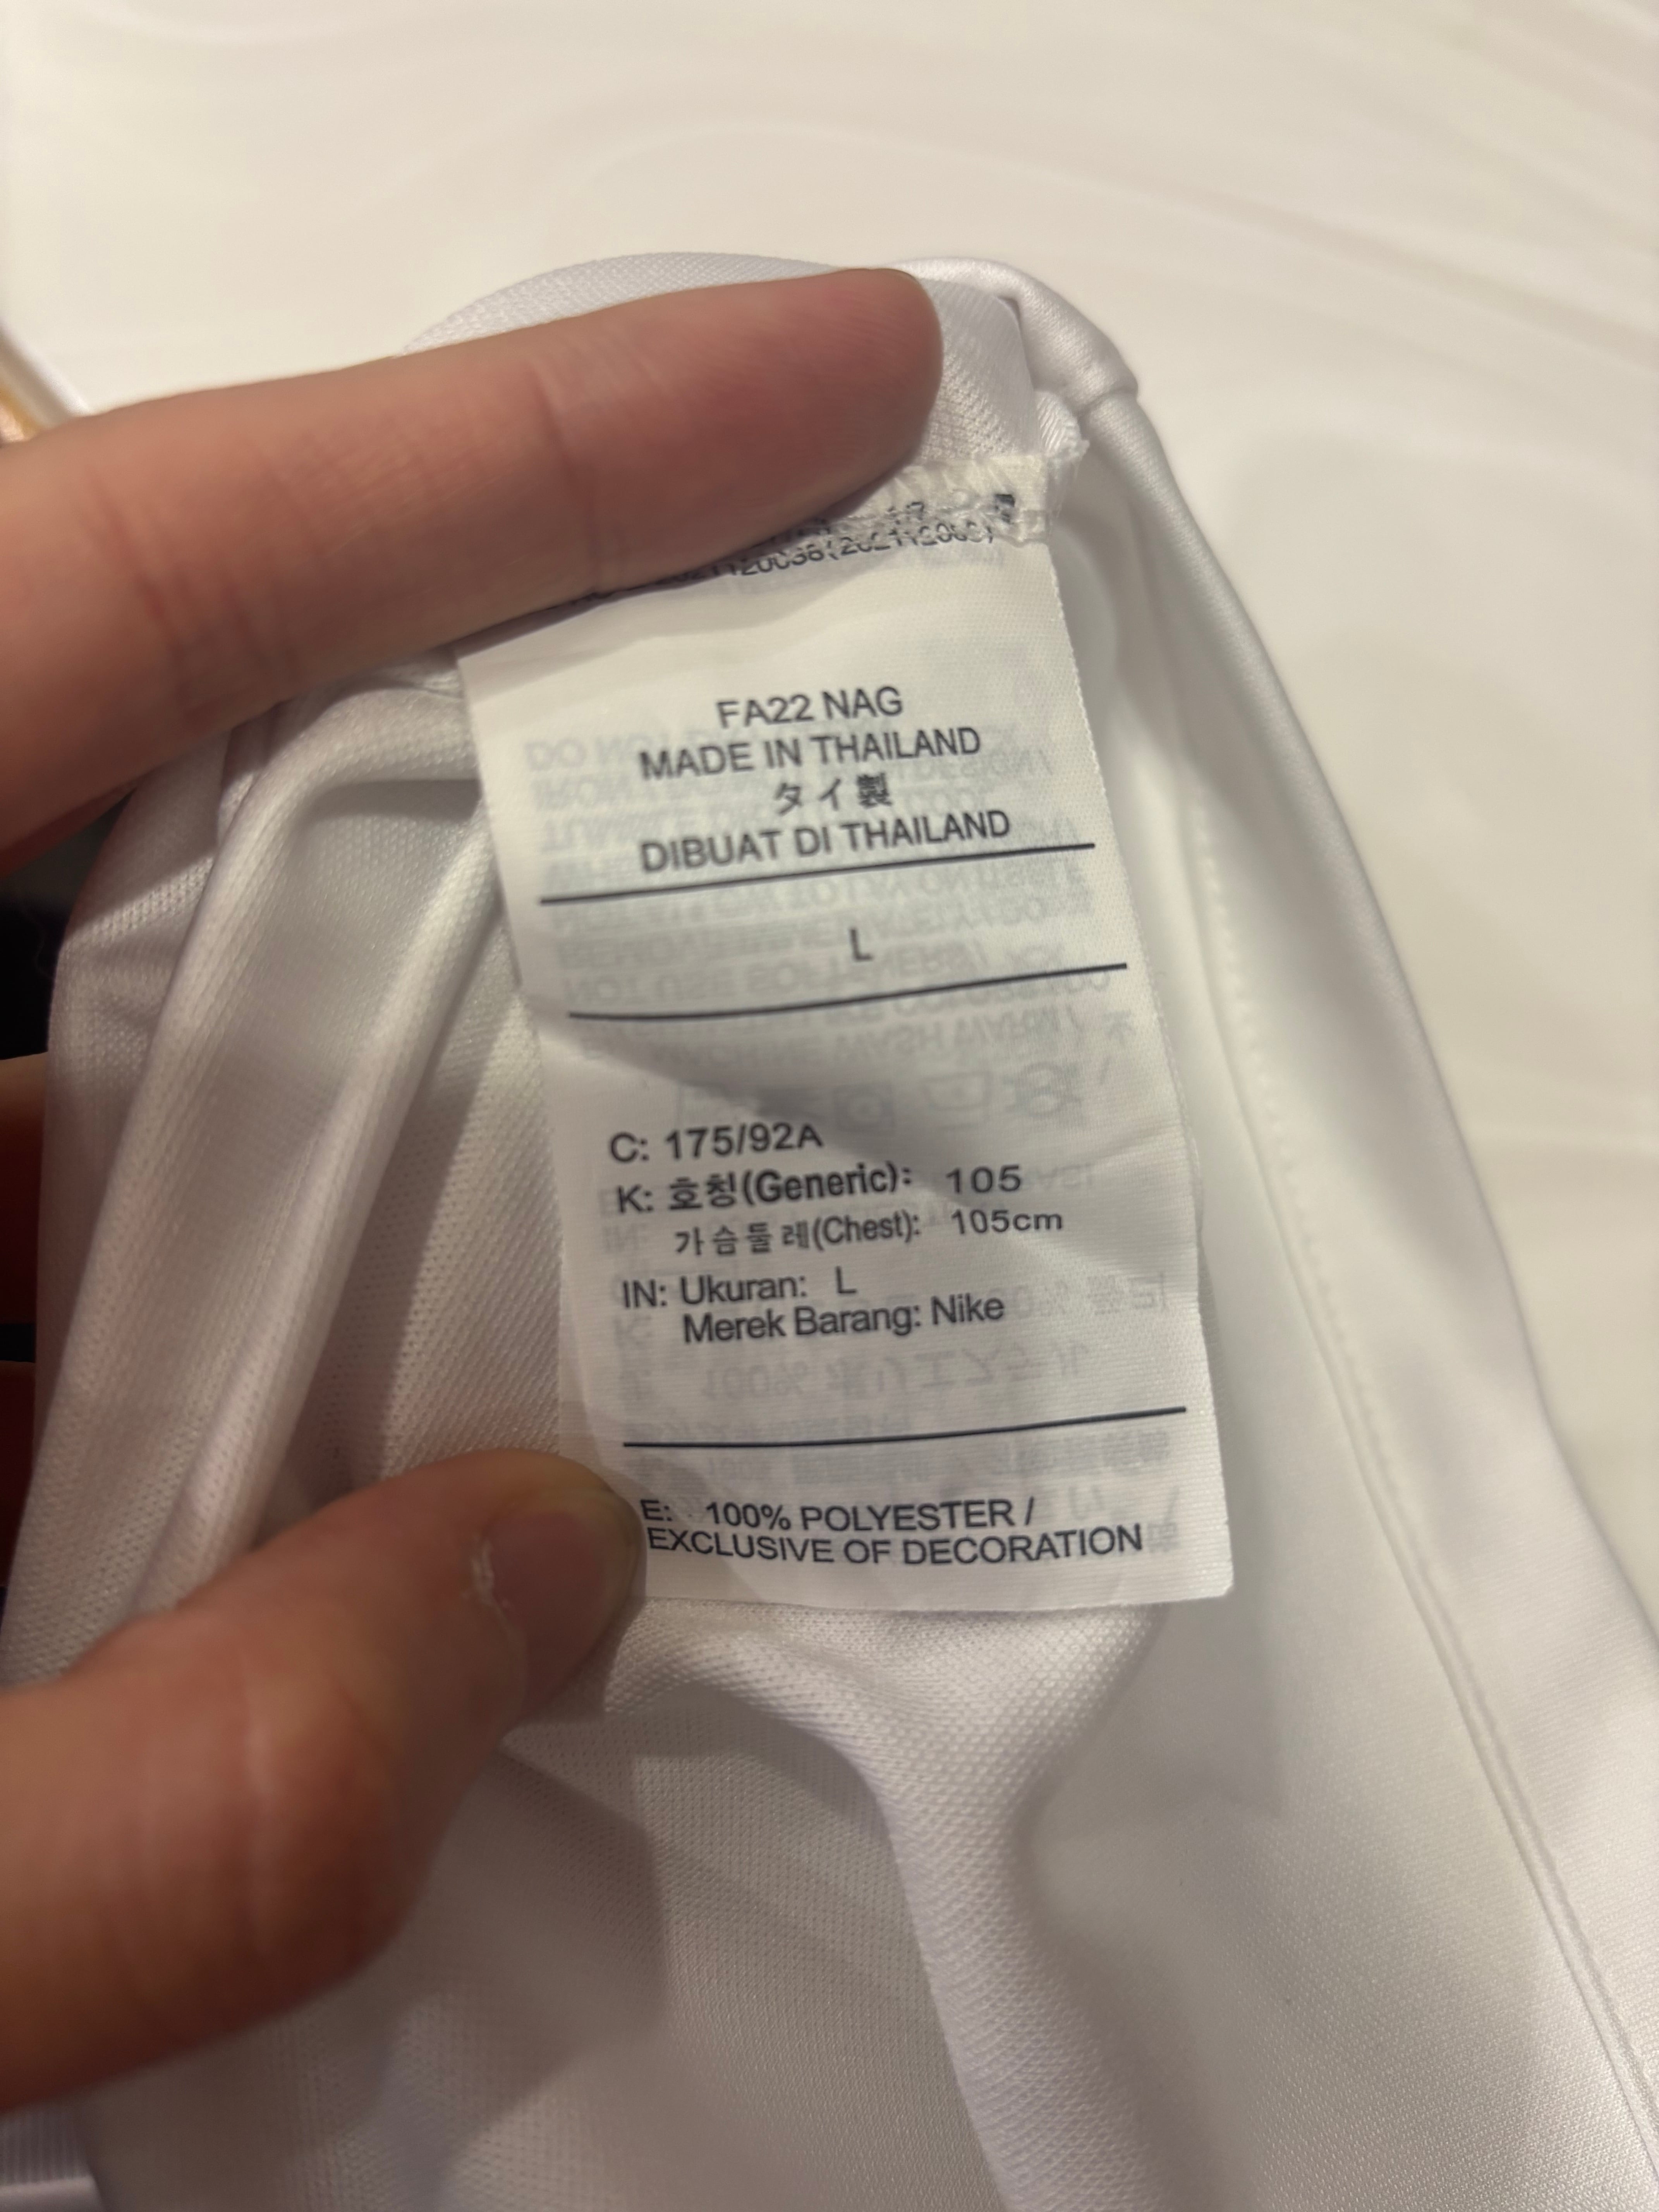 FA22 NAG
MADE IN THAILAND
タイ製
DIBUAT DI THAILAND
L
C: 175/92A
K: 호칭(Generic): 105
가슴둘레(Chest): 105cm
IN: Ukuran: L
Merek Barang: Nike
E: 100% POLYESTER /
EXCLUSIVE OF DECORATION